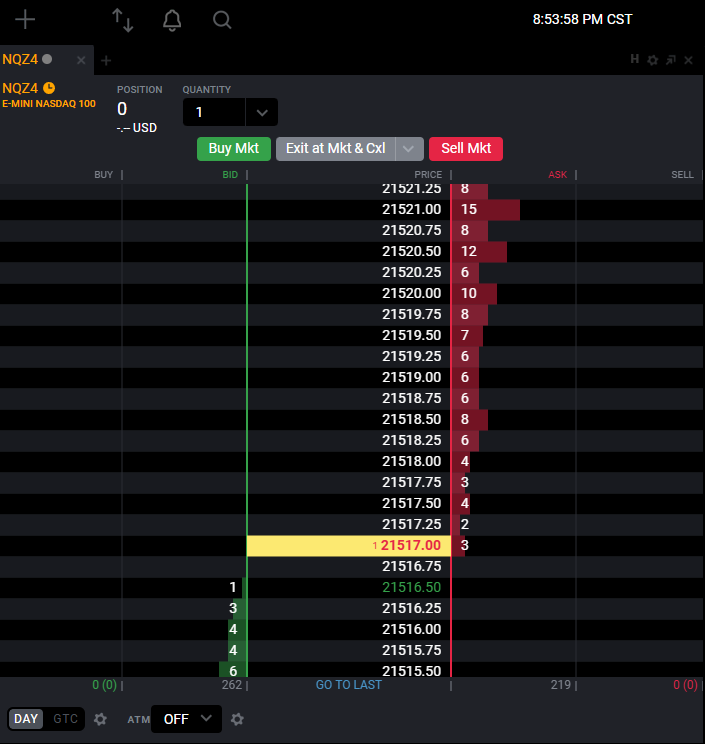 8:53:58 PM CST
NQZ4
H
NQZ4
E-MINI NASDAQ 100
POSITION
0
-.-- USD
QUANTITY
1
Buy Mkt Exit at Mkt & Cxl Sell Mkt
BUY BID PRICE ASK SELL
21521.25 8
21521.00 15
21520.75 8
21520.50 12
21520.25 6
21520.00 10
21519.75 8
21519.50 7
21519.25 6
21519.00 6
21518.75 6
21518.50 8
21518.25 6
21518.00 4
21517.75 3
21517.50 4
21517.25 2
1 21517.00 3
21516.75
1 21516.50
3 21516.25
4 21516.00
4 21515.75
6 21515.50
0 (0) 262 GO TO LAST 219 0 (0)
DAY GTC ATM OFF